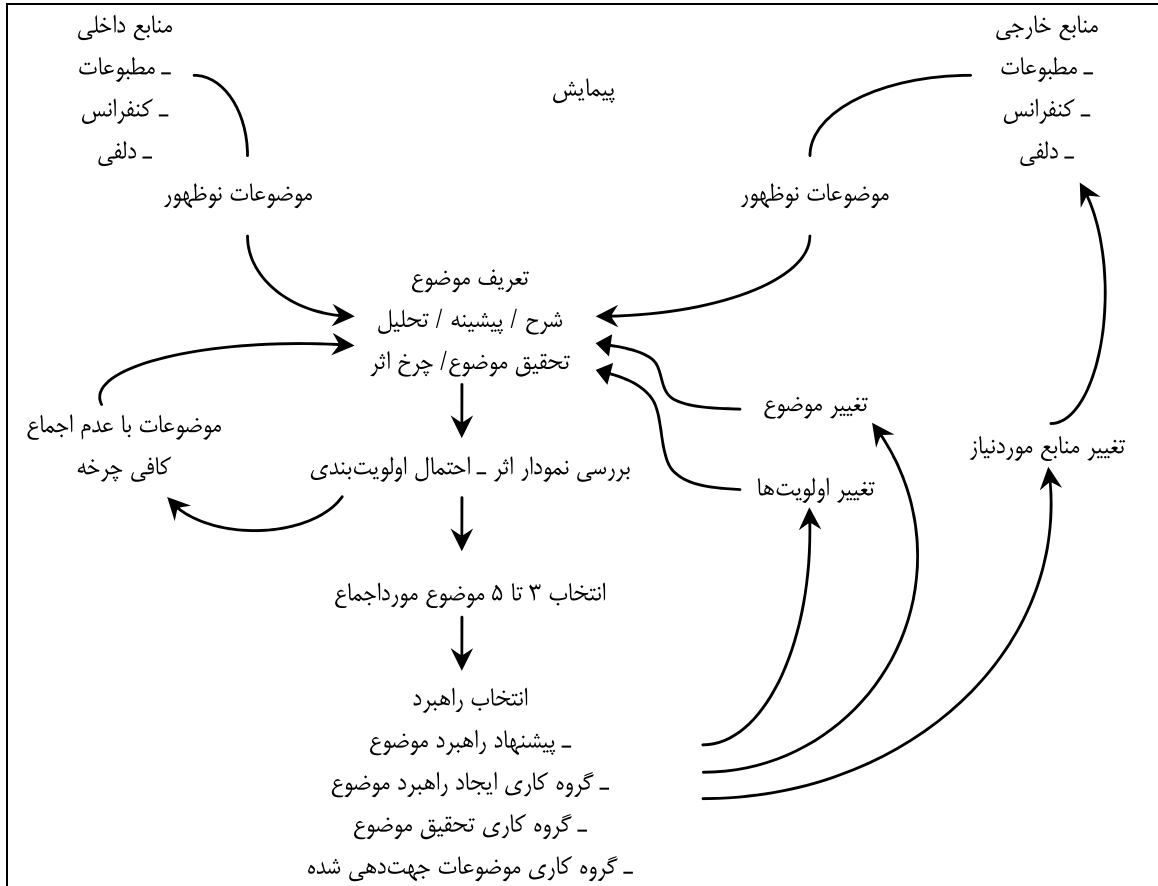 منابع خارجی
ـ مطبوعات
ـ کنفرانس
ـ دلفی
پیمایش
منابع داخلی
ـ مطبوعات
ـ کنفرانس
ـ دلفی
موضوعات نوظهور
موضوعات نوظهور
تعریف موضوع
شرح / پیشینه / تحلیل
تحقیق موضوع/ چرخ اثر
تغییر موضوع
تغییر منابع موردنیاز
موضوعات با عدم اجماع
کافی چرخه
بررسی نمودار اثر ـ احتمال اولویت‌بندی
تغییر اولویت‌ها
انتخاب ۳ تا ۵ موضوع مورداجماع
انتخاب راهبرد
ـ پیشنهاد راهبرد موضوع
ـ گروه کاری ایجاد راهبرد موضوع
ـ گروه کاری تحقیق موضوع
ـ گروه کاری موضوعات جهت‌دهی شده